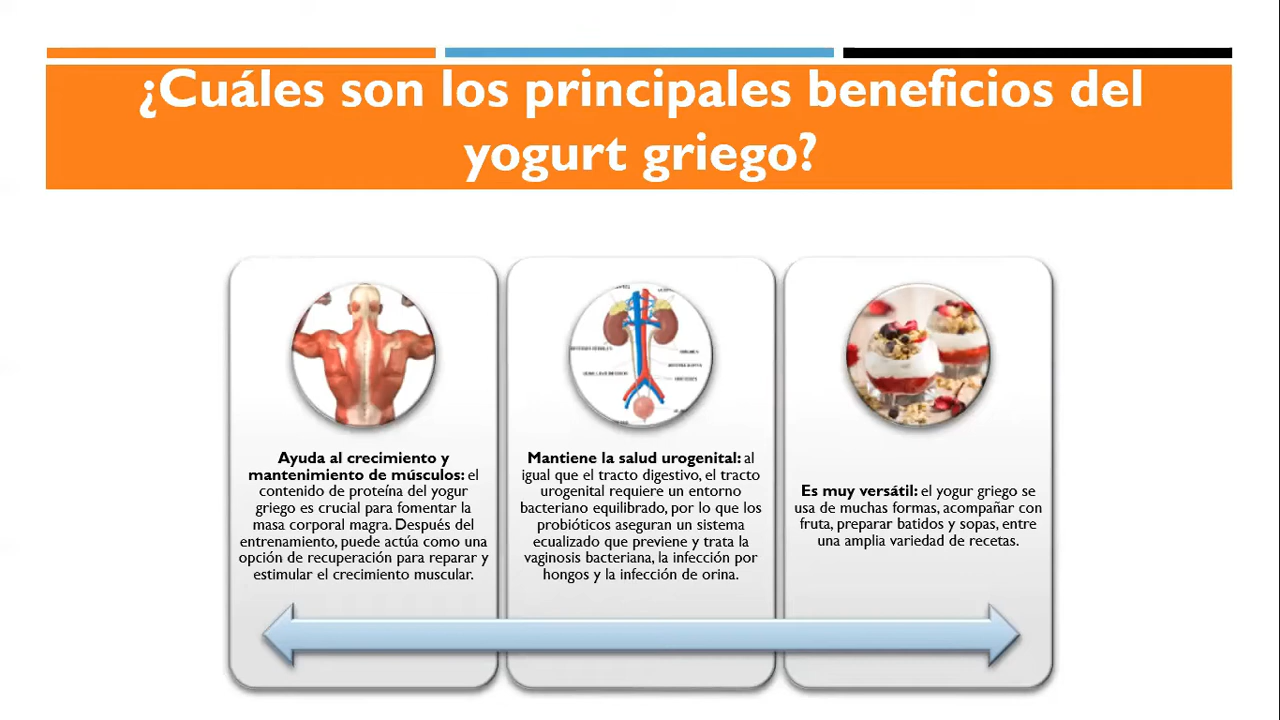 ¿Cuáles son los principales beneficios del
yogurt griego?
Ayuda al crecimiento y
mantenimiento de músculos: el
contenido de proteína del yogur
griego es crucial para fomentar la
masa corporal magra. Después del
entrenamiento, puede actúa como una
opción de recuperación para reparar y
estimular el crecimiento muscular.
Mantiene la salud urogenital: al
igual que el tracto digestivo, el tracto
urogenital requiere un entorno
bacteriano equilibrado, por lo que los
probióticos aseguran un sistema
ecualizado que previene y trata la
vaginosis bacteriana, la infección por
hongos y la infección de orina.
Es muy versátil: el yogur griego se
usa de muchas formas, acompañar con
fruta, preparar batidos y sopas, entre
una amplia variedad de recetas.